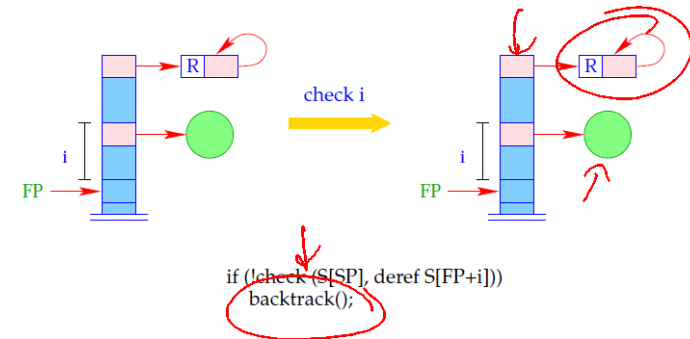 R
R
check i
i
i
FP
FP
if (!check (S[SP], deref S[FP+i]))
backtrack();